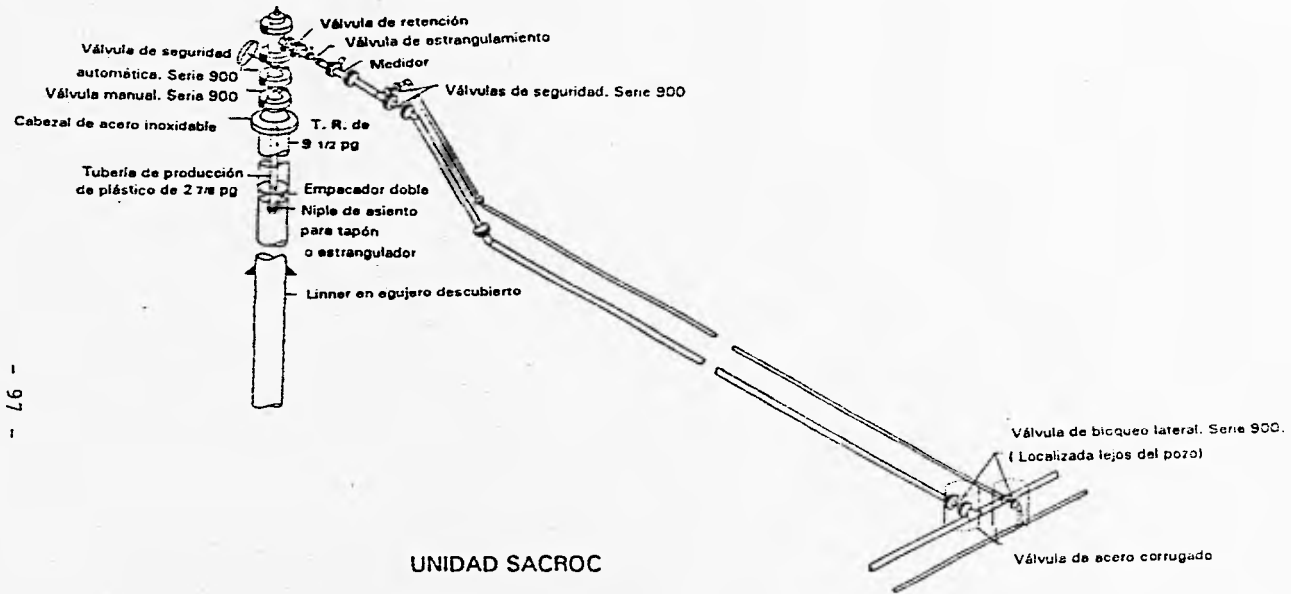 Válvula de retención
Válvula de estrangulamiento
Medidor
Válvula de seguridad
automática. Serie 900
Válvula manual. Seria 900
Válvulas de seguridad. Serie 900
Cabezal de acero inoxidable
T. R. de
9 1/2 pg
Tubería de producción
de plástico de 2 7/8 pg
Empacador doble
Niple de asiento
para tapón
o estrangulador
Linner en egujero descubierto
Válvula de bicqueo lateral. Serie 900.
(Localizada lejos del pozo)
Válvula de acero corrugado
UNIDAD SACROC
- 97 -